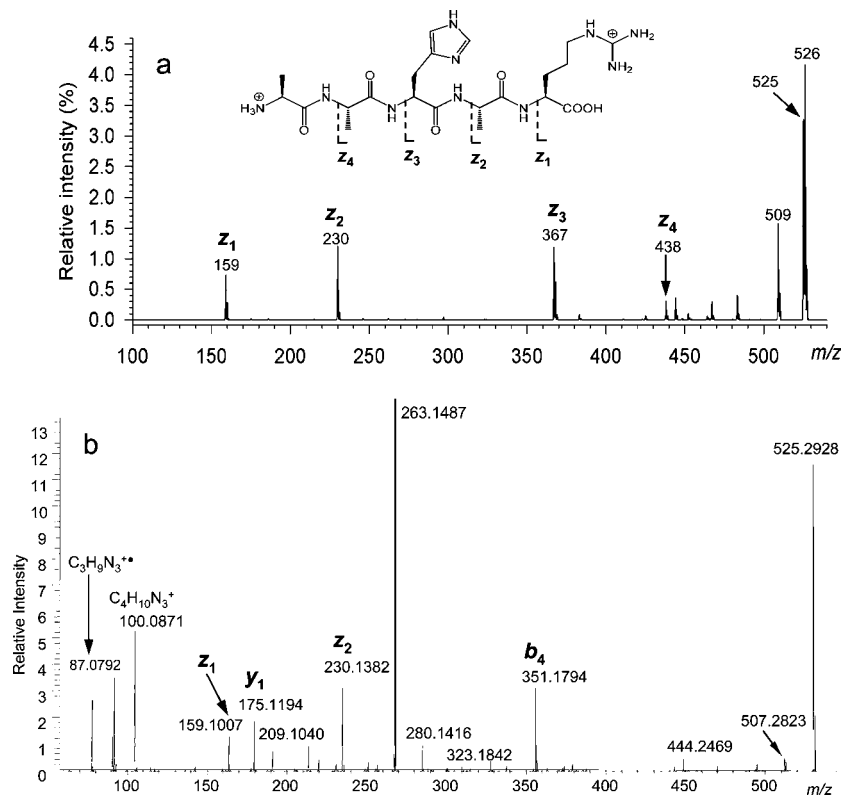 a
Relative intensity (%)
4.5
4.0
3.5
3.0
2.5
2.0
1.5
1.0
0.5
0.0
H
N
N
H₃N
⊕
O
H
N
O
N
H
O
H
N
O
N
H
COOH
H
N
⊕
NH₂
NH₂
z₄
z₃
z₂
z₁
z₁
159
z₂
230
z₃
367
z₄
438
509
525
526
100 150 200 250 300 350 400 450 500 m/z
b
Relative Intensity
13
12
11
10
9
8
7
6
5
4
3
2
1
0
C₃H₉N₃⁺•
87.0792
C₄H₁₀N₃⁺
100.0871
z₁
159.1007
y₁
175.1194
209.1040
z₂
230.1382
263.1487
280.1416
323.1842
b₄
351.1794
444.2469
507.2823
525.2928
100 150 200 250 300 350 400 450 500 m/z